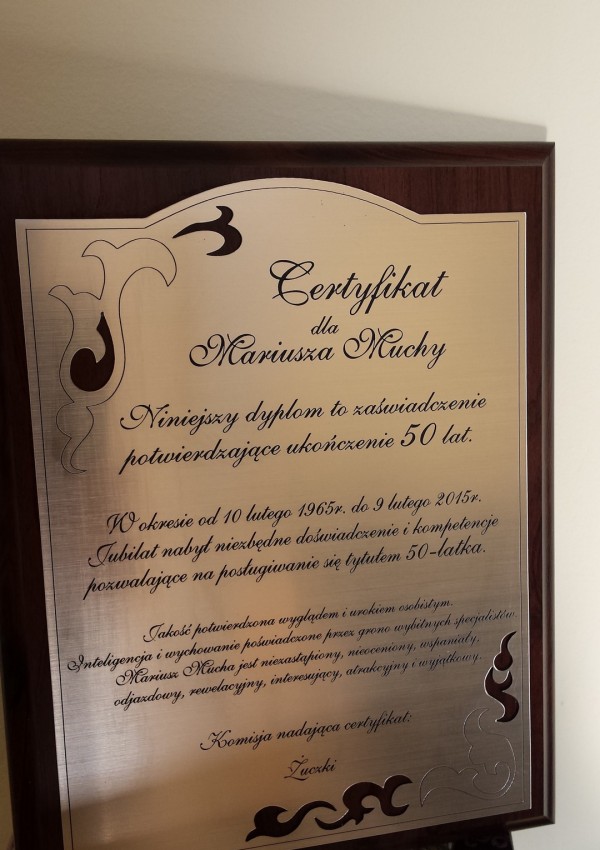 Certyfikat
dla
Mariusza Muchy
Niniejszy dyplom to zaświadczenie
potwierdzające ukończenie 50 lat.
W okresie od 10 lutego 1965r. do 9 lutego 2015r.
Jubilat nabył niezbędne doświadczenie i kompetencje
pozwalające na posługiwanie się tytułem 50-latka.
Jakość potwierdzona wyglądem i urokiem osobistym.
Inteligencja i wychowanie poświadczone przez grono wybitnych specjalistów.
Mariusz Mucha jest niezastąpiony, nieoceniony, wspaniały,
odjazdowy, rewelacyjny, interesujący, atrakcyjny i wyjątkowy.
Komisja nadająca certyfikat:
Żuczki